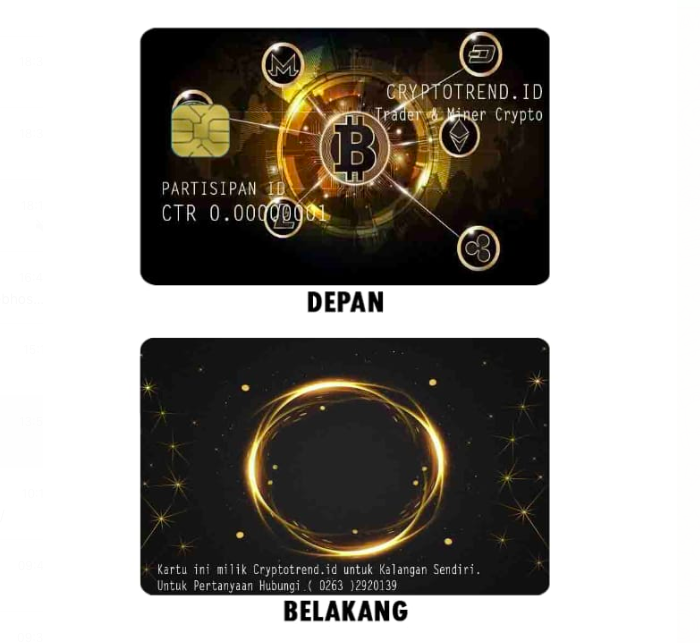 CRYPTOTREND.ID
Trader & Miner Crypto
PARTISIPAN ID
CTR 0.00000001
DEPAN
Kartu ini milik Cryptotrend.id untuk Kalangan Sendiri.
Untuk Pertanyaan Hubungi ( 0263 )2920139
BELAKANG